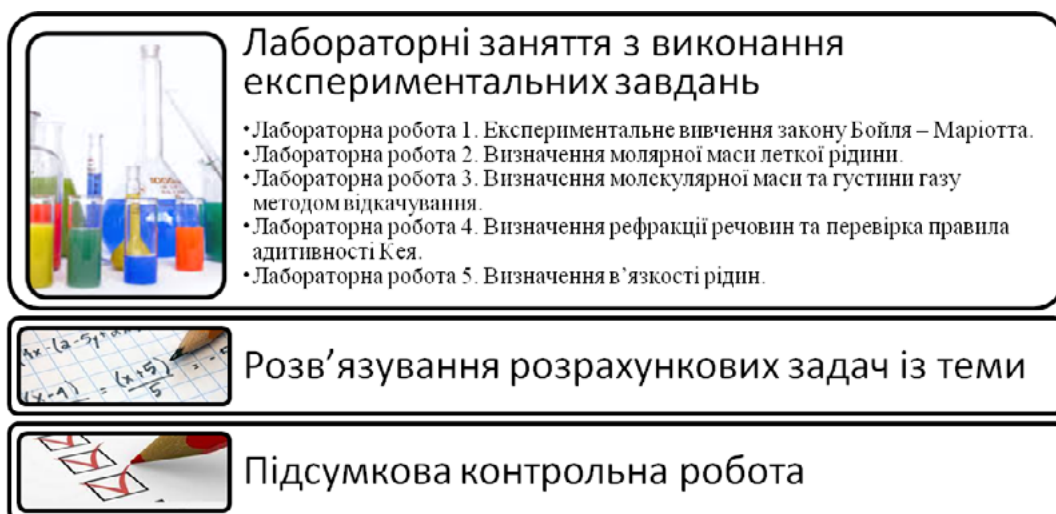 Лабораторні заняття з виконання
експериментальних завдань
•Лабораторна робота 1. Експериментальне вивчення закону Бойля – Маріотта.
•Лабораторна робота 2. Визначення молярної маси леткої рідини.
•Лабораторна робота 3. Визначення молекулярної маси та густини газу
методом відкачування.
•Лабораторна робота 4. Визначення рефракції речовин та перевірка правила
адитивності Кея.
•Лабораторна робота 5. Визначення в’язкості рідин.
Розв’язування розрахункових задач із теми
Підсумкова контрольна робота